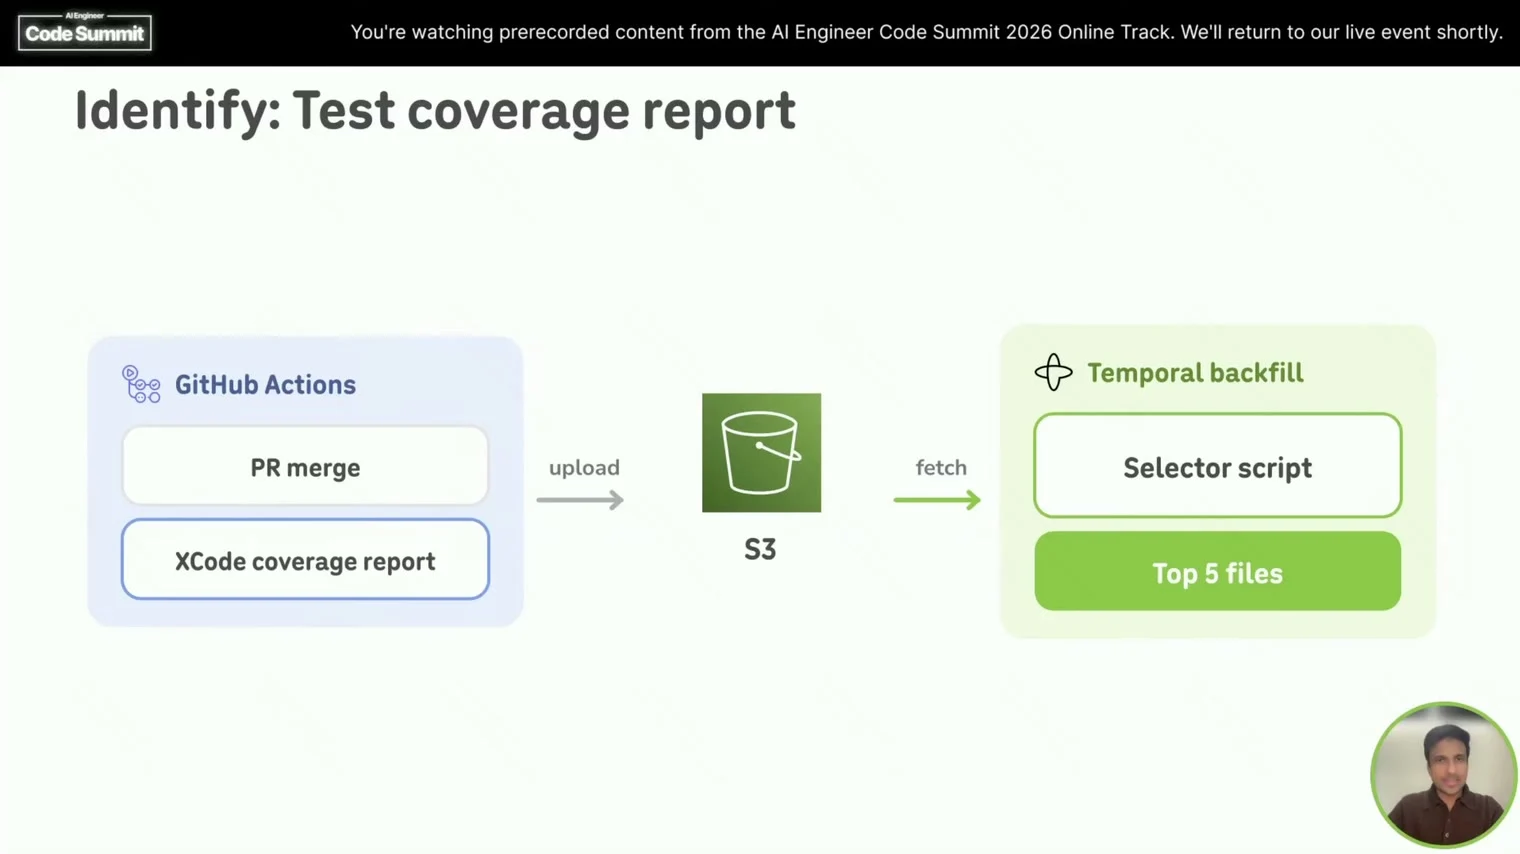 AI Engineer
Code Summit
You're watching prerecorded content from the AI Engineer Code Summit 2026 Online Track. We'll return to our live event shortly.
Identify: Test coverage report
GitHub Actions
PR merge
XCode coverage report
upload
S3
fetch
Temporal backfill
Selector script
Top 5 files